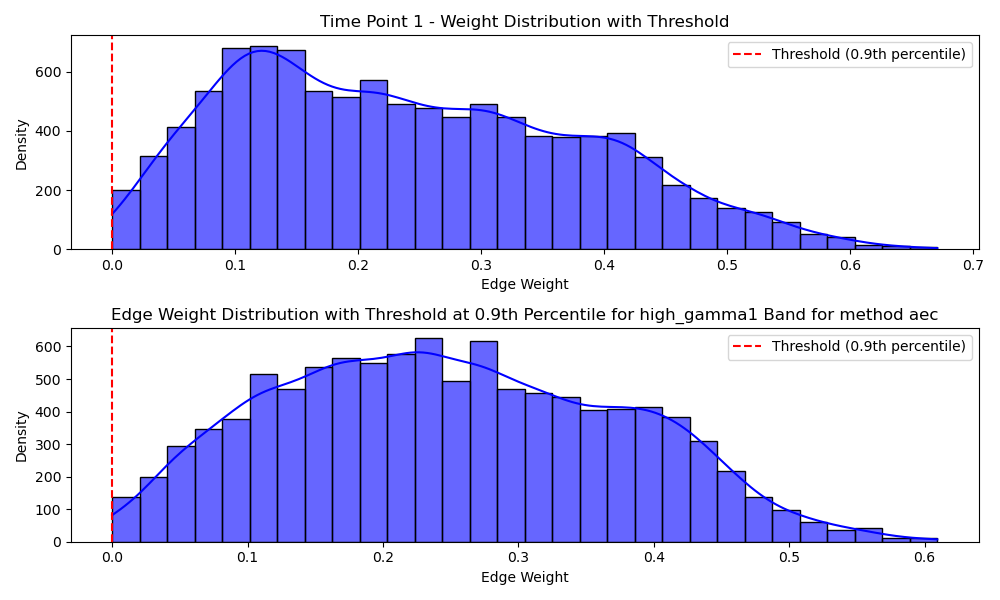 Time Point 1 - Weight Distribution with Threshold
Threshold (0.9th percentile)
Density
600
400
200
0
0.0 0.1 0.2 0.3 0.4 0.5 0.6 0.7
Edge Weight
Edge Weight Distribution with Threshold at 0.9th Percentile for high_gamma1 Band for method aec
Threshold (0.9th percentile)
Density
600
500
400
300
200
100
0
0.0 0.1 0.2 0.3 0.4 0.5 0.6
Edge Weight